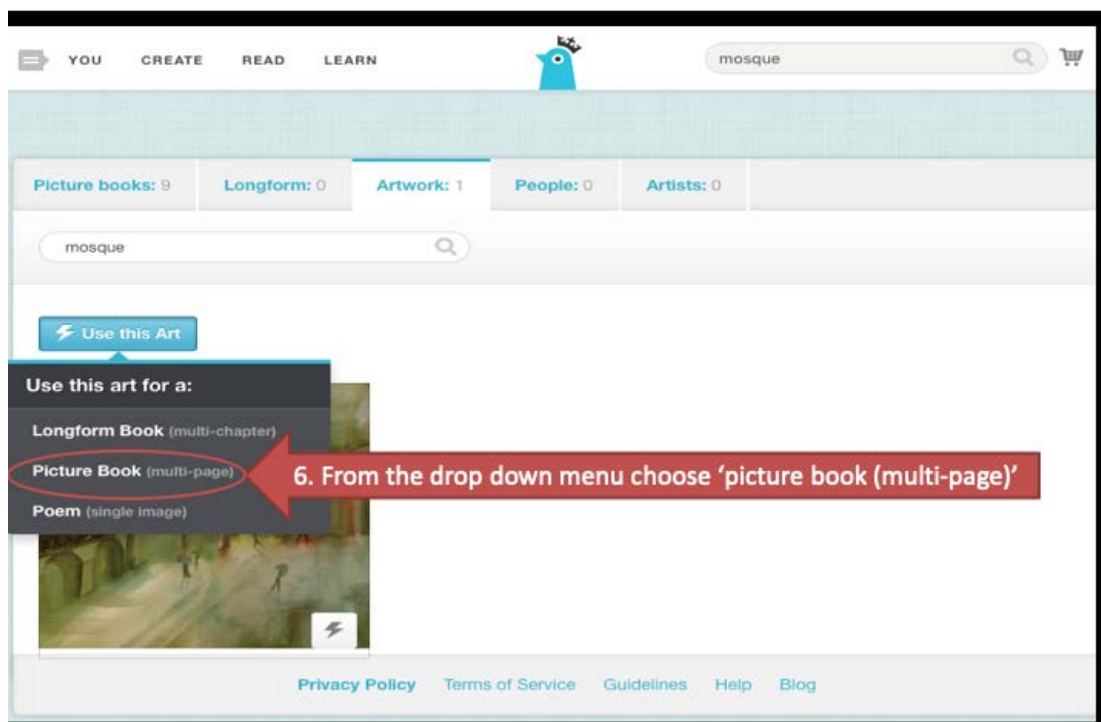 YOU CREATE READ LEARN mosque
Picture books: 9 Longform: 0 Artwork: 1 People: 0 Artists: 0
mosque
Use this Art
Use this art for a:
Longform Book (multi-chapter)
Picture Book (multi-page)
6. From the drop down menu choose ‘picture book (multi-page)’
Poem (single image)
Privacy Policy Terms of Service Guidelines Help Blog